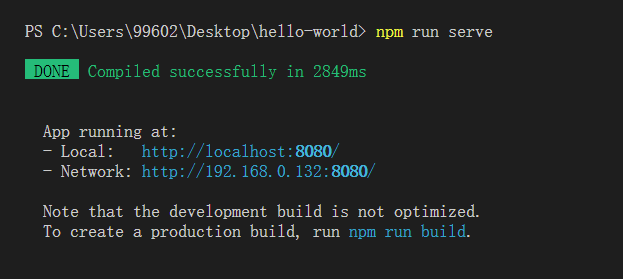 PS C:\Users\99602\Desktop\hello-world> npm run serve
DONE Compiled successfully in 2849ms
App running at:
- Local: http://localhost:8080/
- Network: http://192.168.0.132:8080/
Note that the development build is not optimized.
To create a production build, run npm run build.